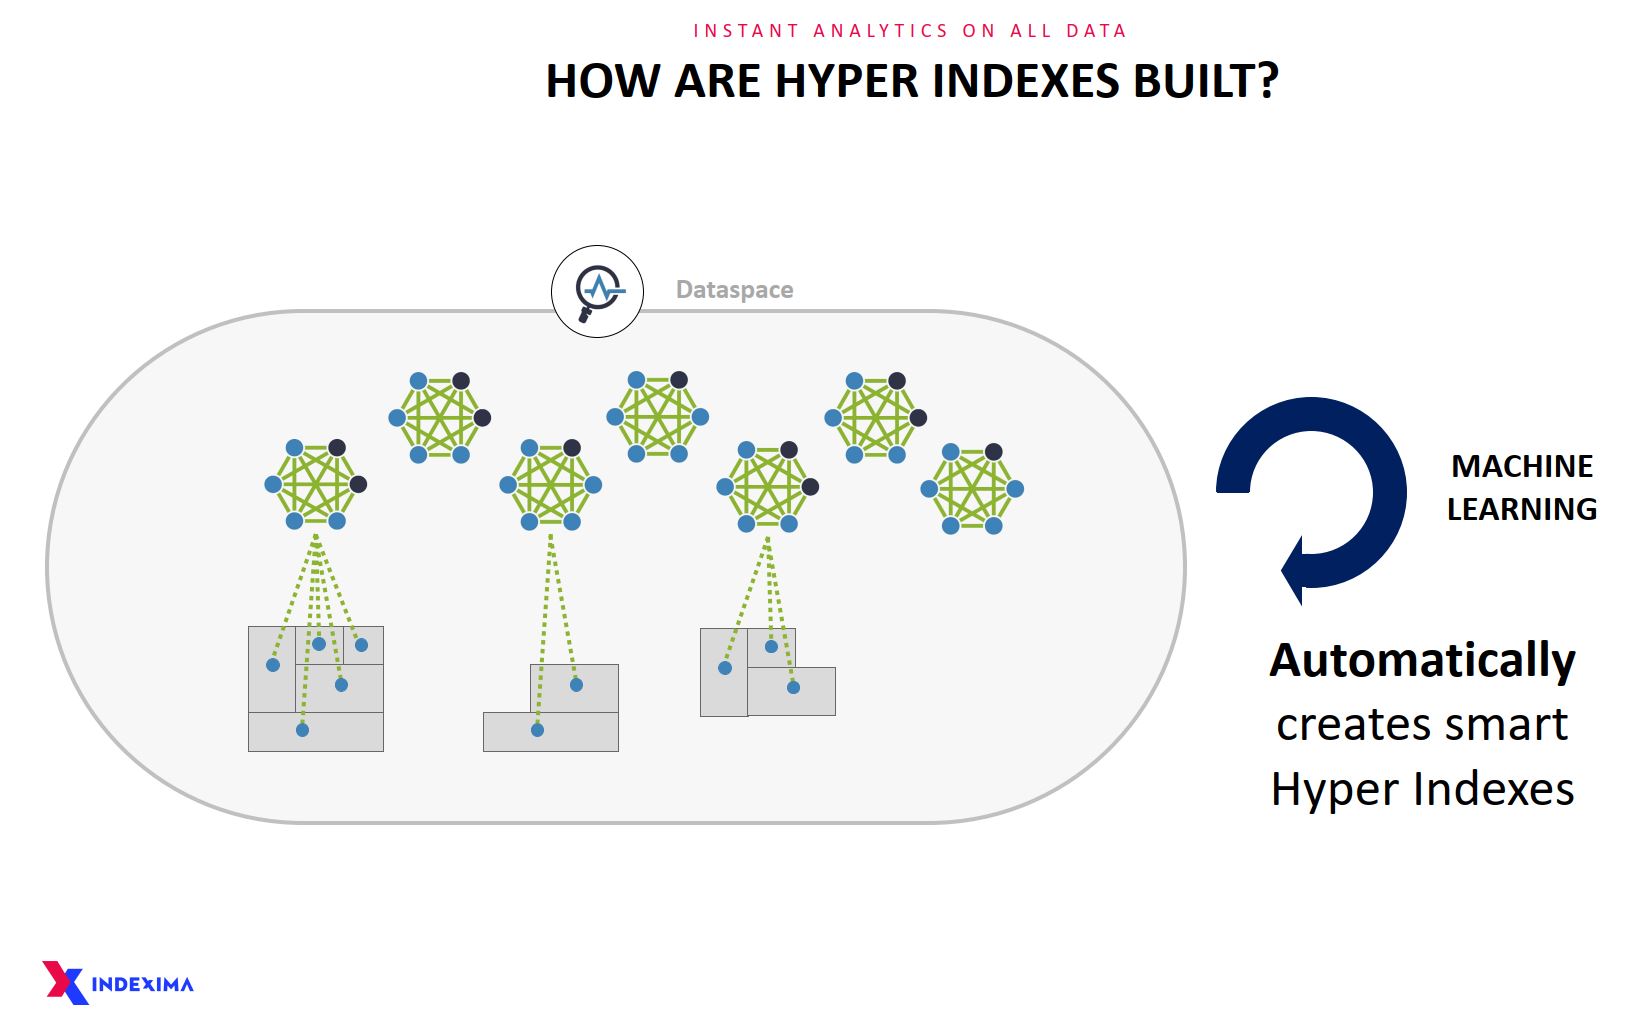 INSTANT ANALYTICS ON ALL DATA
HOW ARE HYPER INDEXES BUILT?
Dataspace
MACHINE
LEARNING
Automatically
creates smart
Hyper Indexes
INDEXIMA